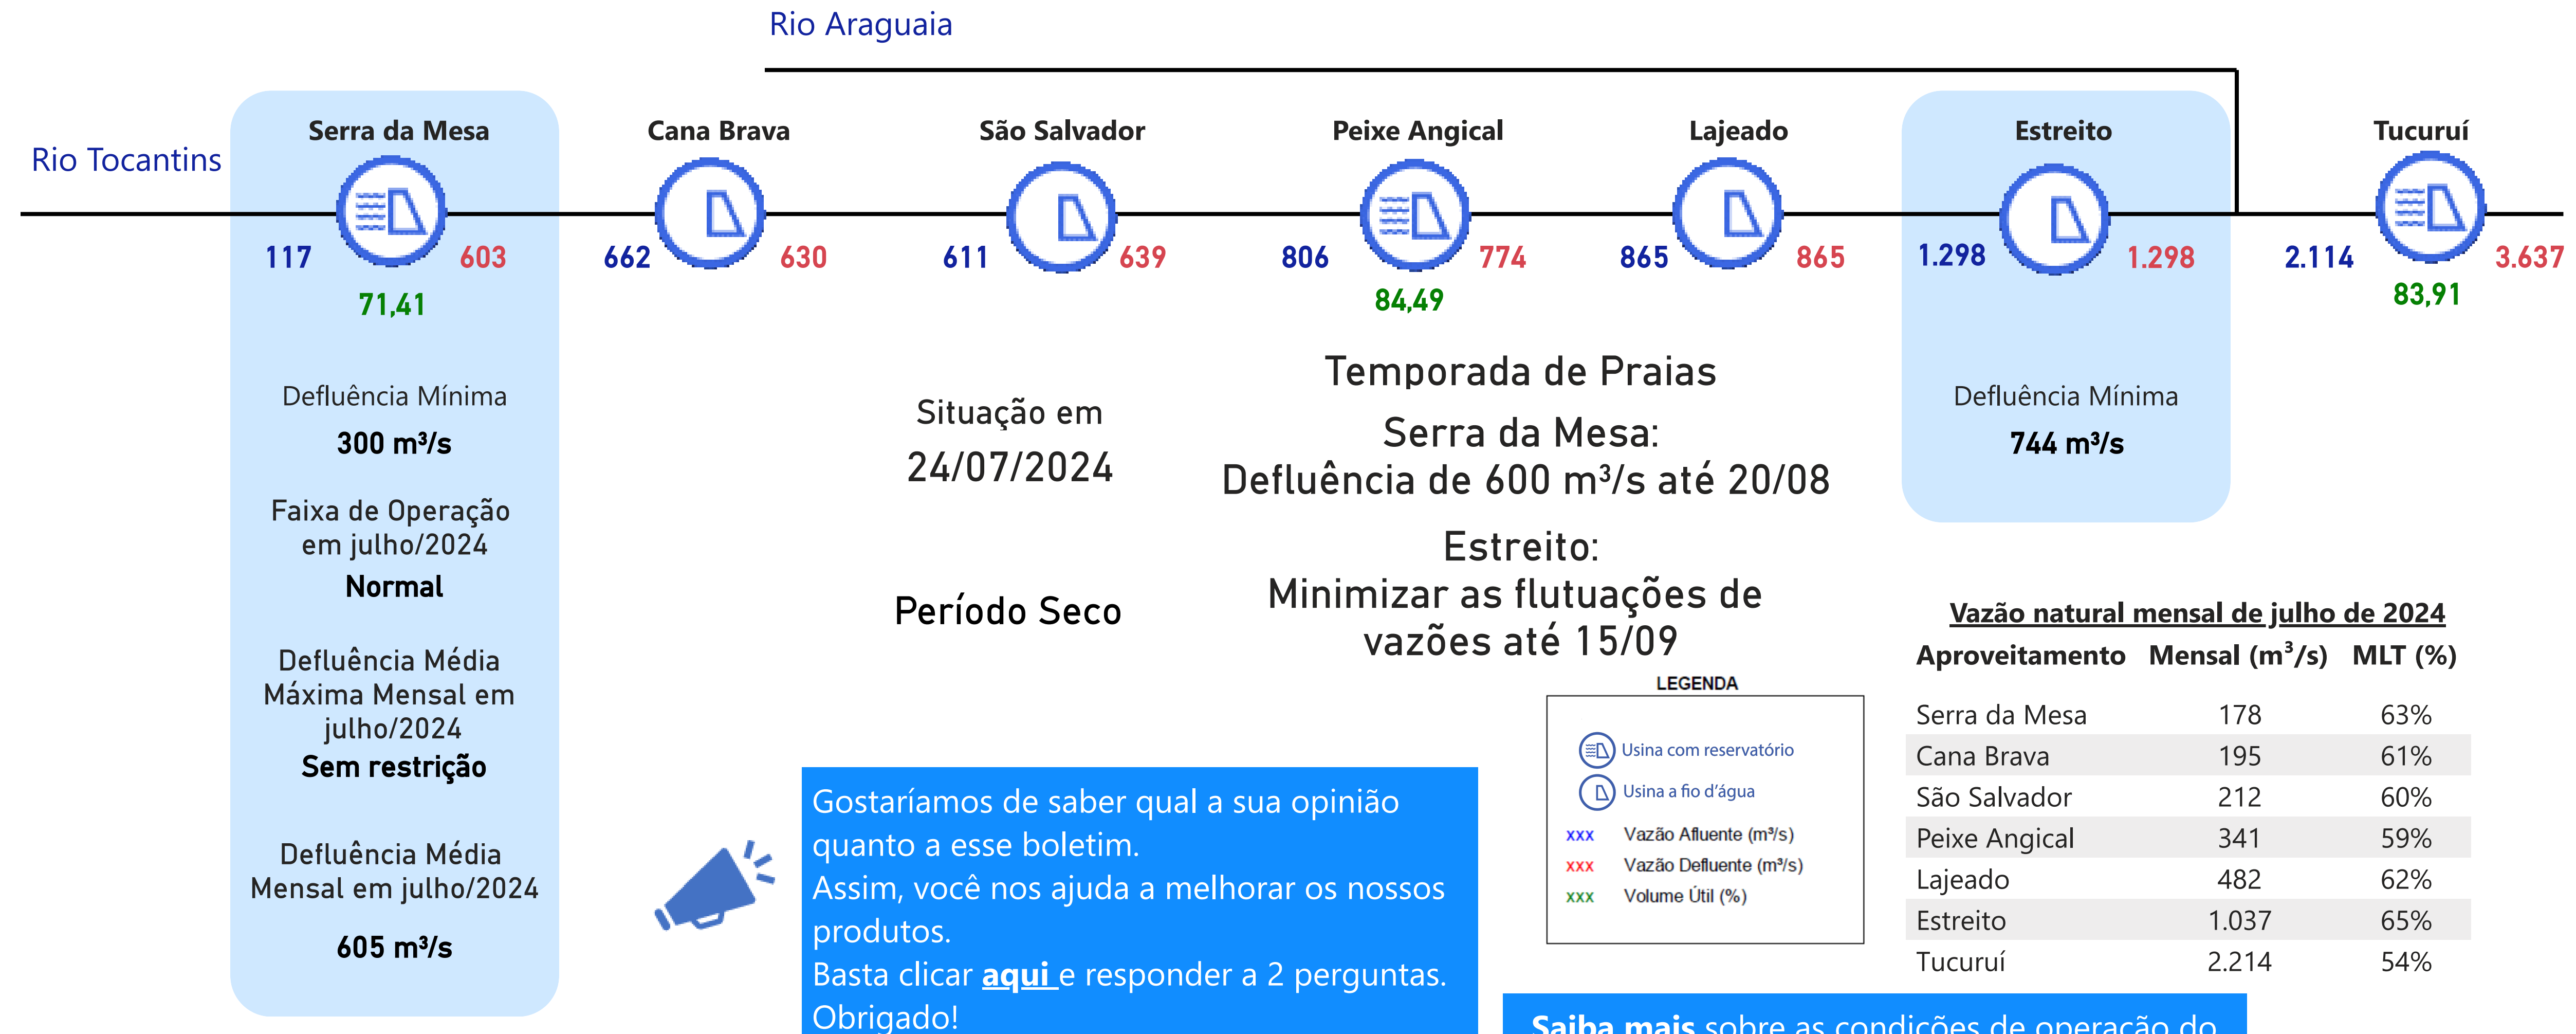 Rio Araguaia
Rio Tocantins
Serra da Mesa
Cana Brava
São Salvador
Peixe Angical
Lajeado
Estreito
Tucuruí
117
603
662
630
611
639
806
774
865
865
1.298
1.298
2.114
3.637
71,41
84,49
83,91
Defluência Mínima
300 m³/s
Faixa de Operação
em julho/2024
Normal
Defluência Média
Máxima Mensal em
julho/2024
Sem restrição
Defluência Média
Mensal em julho/2024
605 m³/s
Situação em
24/07/2024
Período Seco
Temporada de Praias
Serra da Mesa:
Defluência de 600 m³/s até 20/08
Estreito:
Minimizar as flutuações de
vazões até 15/09
Defluência Mínima
744 m³/s
Gostaríamos de saber qual a sua opinião
quanto a esse boletim.
Assim, você nos ajuda a melhorar os nossos
produtos.
Basta clicar aqui e responder a 2 perguntas.
Obrigado!
LEGENDA
Usina com reservatório
Usina a fio d'água
xxx Vazão Afluente (m³/s)
xxx Vazão Defluente (m³/s)
xxx Volume Útil (%)
Vazão natural mensal de julho de 2024
Aproveitamento Mensal (m³/s) MLT (%)
Serra da Mesa 178 63%
Cana Brava 195 61%
São Salvador 212 60%
Peixe Angical 341 59%
Lajeado 482 62%
Estreito 1.037 65%
Tucuruí 2.214 54%
Saiba mais sobre as condições de operação do